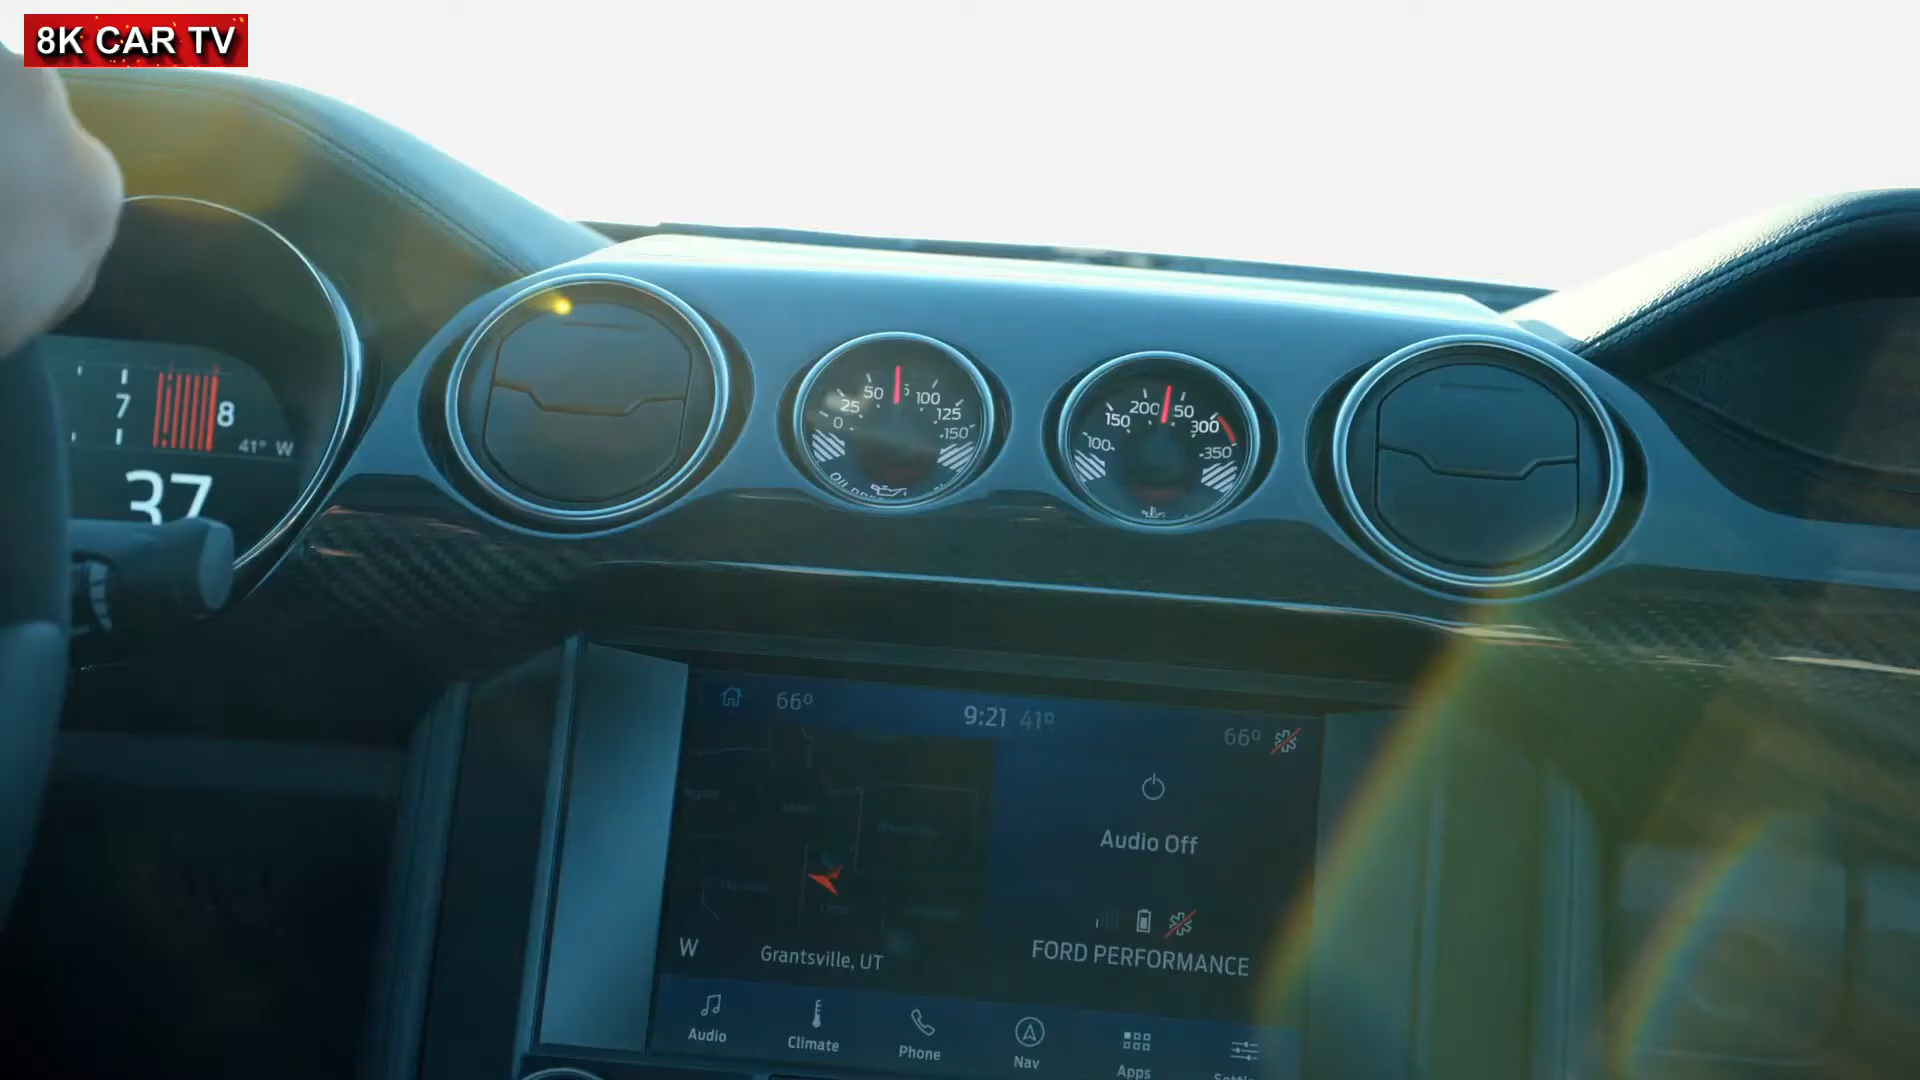 8K CAR TV
7
8
41° W
37
0 25 50 5 100 125 150
100 150 200 50 300 350
66°
9:21 41°
66°
Audio Off
W
Grantsville, UT
FORD PERFORMANCE
Audio
Climate
Phone
Nav
Apps